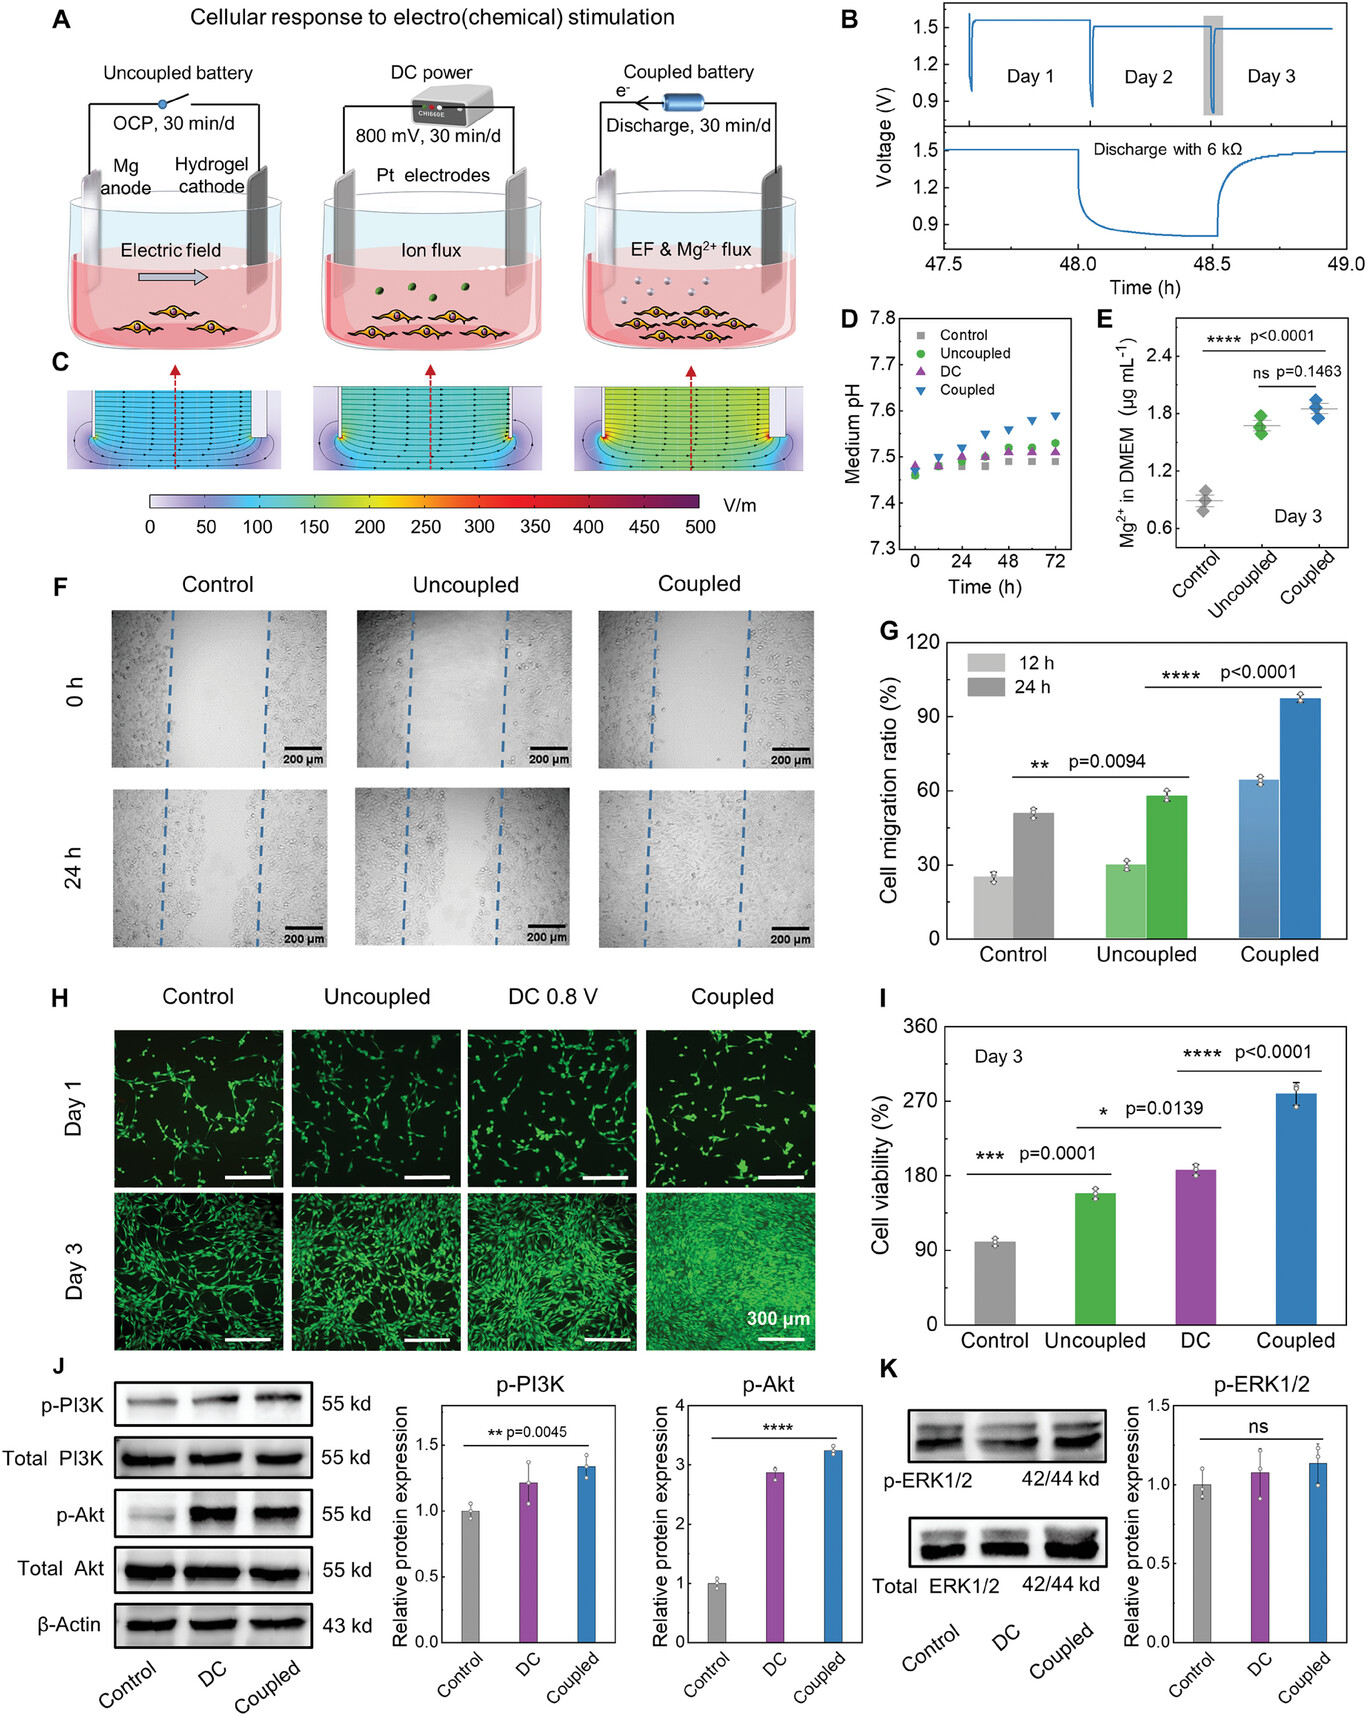 A
Cellular response to electro(chemical) stimulation
Uncoupled battery
OCP, 30 min/d
Mg
anode
Hydrogel
cathode
Electric field
DC power
CHI660E
800 mV, 30 min/d
Pt electrodes
Ion flux
Coupled battery
e-
Discharge, 30 min/d
EF & Mg²⁺ flux
B
Voltage (V)
1.5
1.2
0.9
Day 1
Day 2
Day 3
1.5
1.2
0.9
Discharge with 6 kΩ
47.5
48.0
48.5
49.0
Time (h)
C
0
50
100
150
200
250
300
350
400
450
500
V/m
D
Medium pH
7.8
7.7
7.6
7.5
7.4
7.3
Control
Uncoupled
DC
Coupled
0
24
48
72
Time (h)
E
Mg²⁺ in DMEM (μg mL⁻¹)
2.4
1.8
1.2
0.6
**** p<0.0001
ns p=0.1463
Day 3
Control
Uncoupled
Coupled
F
Control
Uncoupled
Coupled
0 h
200 μm
200 μm
200 μm
24 h
200 μm
200 μm
200 μm
G
Cell migration ratio (%)
120
90
60
30
0
12 h
24 h
** p=0.0094
**** p<0.0001
Control
Uncoupled
Coupled
H
Control
Uncoupled
DC 0.8 V
Coupled
Day 1
Day 3
300 μm
I
Cell viability (%)
360
270
180
90
0
Day 3
*** p=0.0001
* p=0.0139
**** p<0.0001
Control
Uncoupled
DC
Coupled
J
p-PI3K
55 kd
Total PI3K
55 kd
p-Akt
55 kd
Total Akt
55 kd
β-Actin
43 kd
Control
DC
Coupled
p-PI3K
Relative protein expression
1.5
1.0
0.5
0.0
** p=0.0045
Control
DC
Coupled
p-Akt
Relative protein expression
4
3
2
1
0
****
Control
DC
Coupled
K
p-ERK1/2
42/44 kd
Total ERK1/2
42/44 kd
Control
DC
Coupled
p-ERK1/2
Relative protein expression
1.5
1.0
0.5
0.0
ns
Control
DC
Coupled